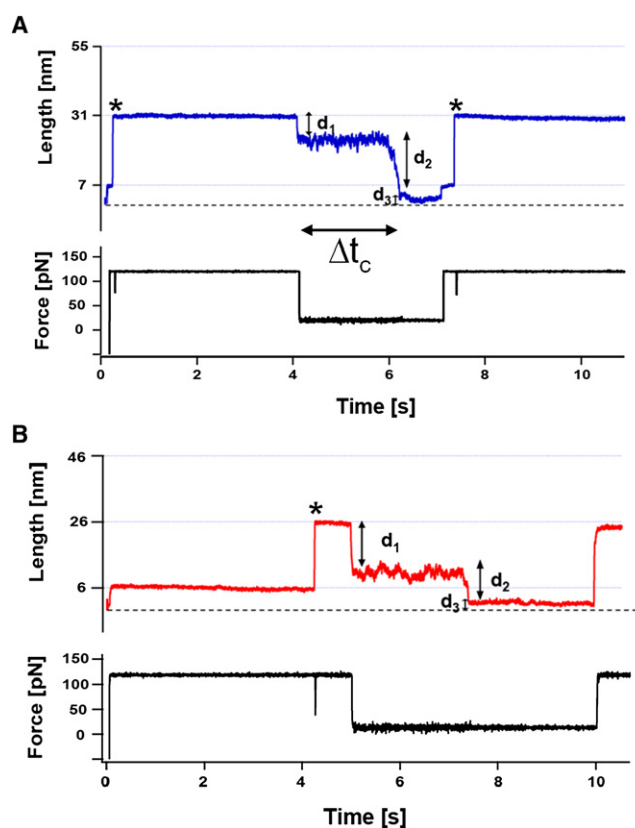 A
Length [nm]
55
31
7
*
d1
d2
d3
*
Δtc
Force [pN]
150
100
50
0
0 2 4 6 8 10
Time [s]
B
Length [nm]
46
26
6
*
d1
d2
d3
Force [pN]
150
100
50
0
0 2 4 6 8 10
Time [s]